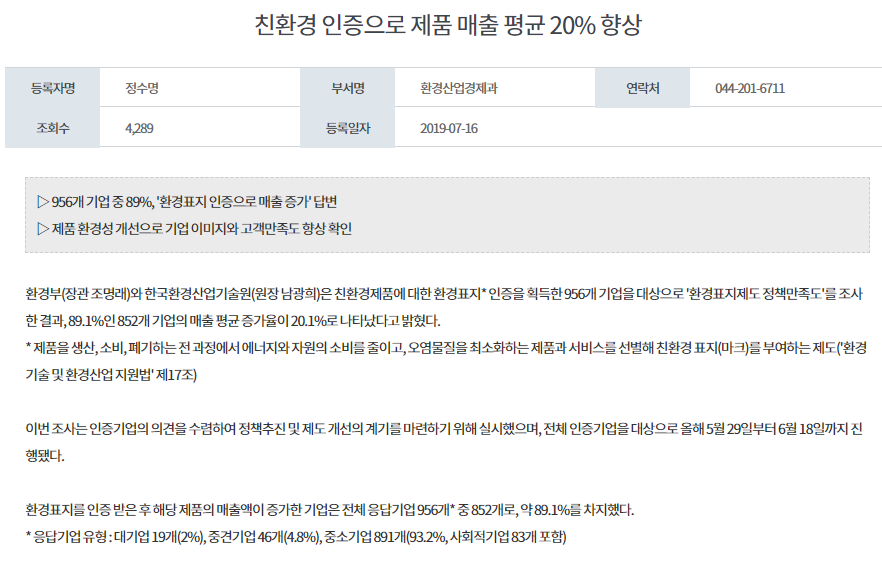 친환경 인증으로 제품 매출 평균 20% 향상
등록자명 정수명 부서명 환경산업경제과 연락처 044-201-6711
조회수 4,289 등록일자 2019-07-16
▷ 956개 기업 중 89%, '환경표지 인증으로 매출 증가' 답변
▷ 제품 환경성 개선으로 기업 이미지와 고객만족도 향상 확인
환경부(장관 조명래)와 한국환경산업기술원(원장 남광희)은 친환경제품에 대한 환경표지* 인증을 획득한 956개 기업을 대상으로 '환경표지제도 정책만족도'를 조사
한 결과, 89.1%인 852개 기업의 매출 평균 증가율이 20.1%로 나타났다고 밝혔다.
* 제품을 생산, 소비, 폐기하는 전 과정에서 에너지와 자원의 소비를 줄이고, 오염물질을 최소화하는 제품과 서비스를 선별해 친환경 표지(마크)를 부여하는 제도('환경
기술 및 환경산업 지원법' 제17조)
이번 조사는 인증기업의 의견을 수렴하여 정책추진 및 제도 개선의 계기를 마련하기 위해 실시했으며, 전체 인증기업을 대상으로 올해 5월 29일부터 6월 18일까지 진
행됐다.
환경표지를 인증 받은 후 해당 제품의 매출액이 증가한 기업은 전체 응답기업 956개* 중 852개로, 약 89.1%를 차지했다.
* 응답기업 유형 : 대기업 19개(2%), 중견기업 46개(4.8%), 중소기업 891개(93.2%, 사회적기업 83개 포함)